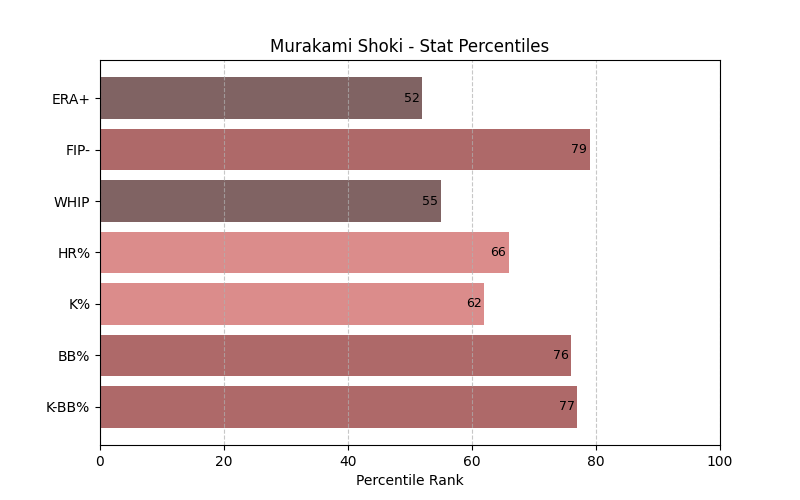 Murakami Shoki - Stat Percentiles
ERA+ 52
FIP- 79
WHIP 55
HR% 66
K% 62
BB% 76
K-BB% 77
0 20 40 60 80 100
Percentile Rank